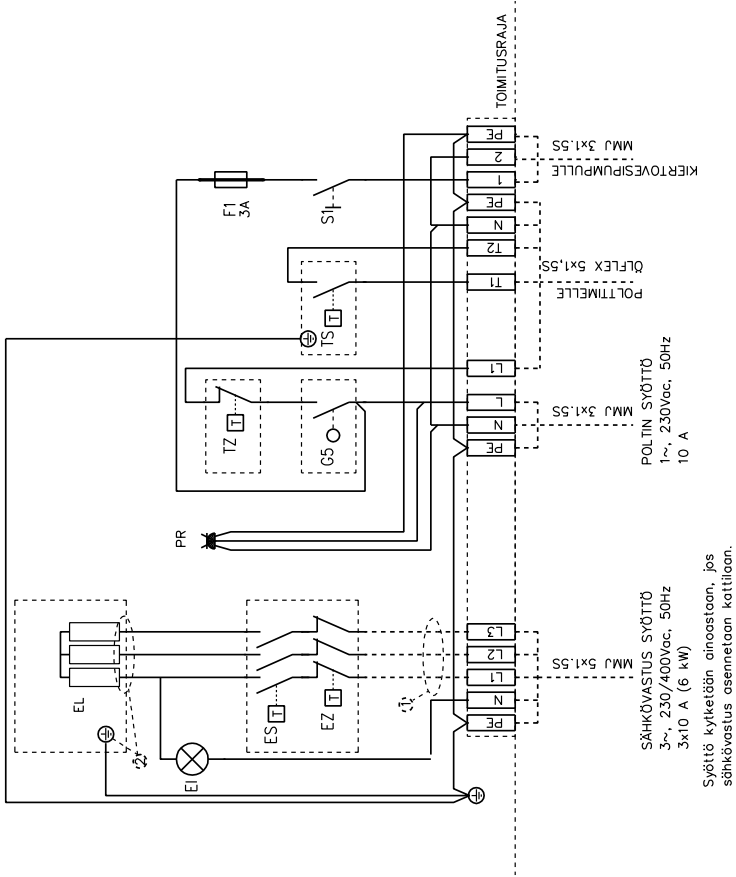 TOIMITUSRAJA
PE
2
1
PE
N
T2
T1
L1
L
N
PE
L3
L2
L1
N
PE
MMJ 3x1.5S
KIERTOVESIPUMPULLE
ÖLFLEX 5x1,5S
POLTTIMELLE
MMJ 3x1.5S
MMJ 5x1.5S
F1
3A
S1
T
TS
T
TZ
G5
PR
EL
T
ES
T
EZ
EI
1)
2)
POLTIN SYÖTTÖ
1~, 230Vac, 50Hz
10 A
SÄHKÖVASTUS SYÖTTÖ
3~, 230/400Vac, 50Hz
3x10 A (6 kW)
Syöttö kytketään ainoastaan, jos
sähkövastus asennetaan kattilaan.